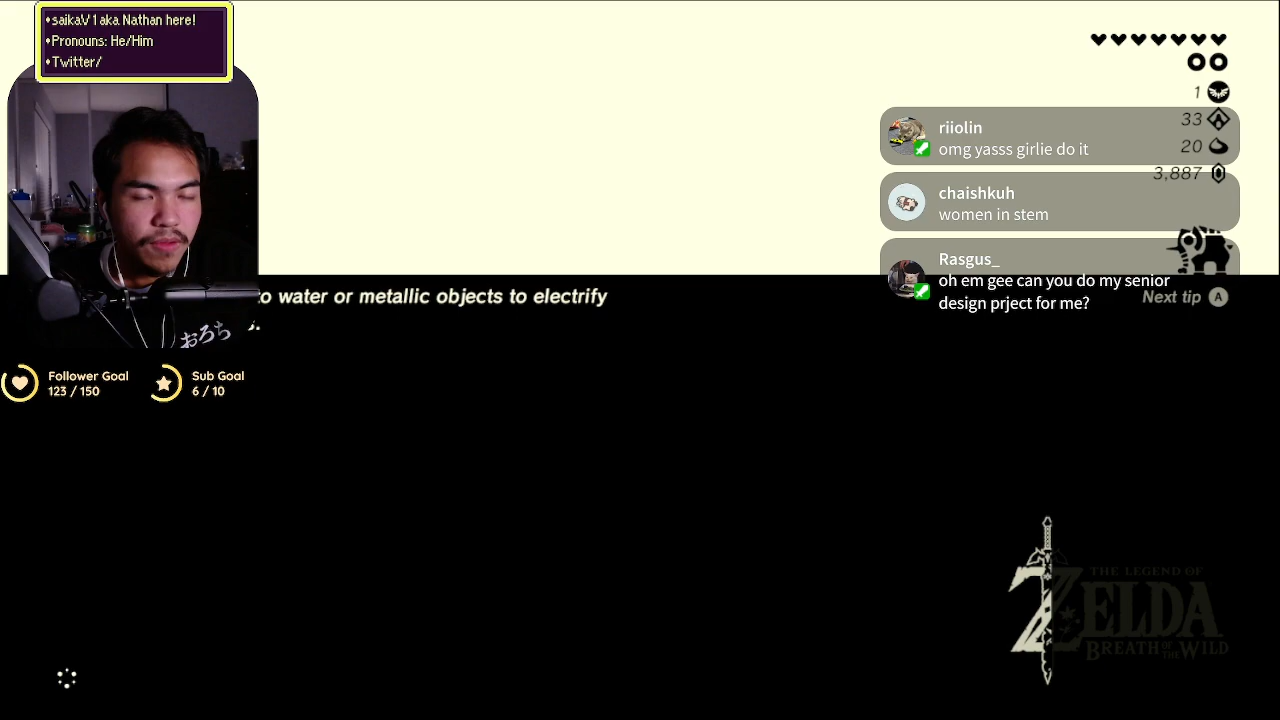 •saikaV1 aka Nathan here!
•Pronouns: He/Him
•Twitter/
1
33
20
3,887
riiolin
omg yasss girlie do it
chaishkuh
women in stem
Rasgus_
oh em gee can you do my senior
design prject for me?
to water or metallic objects to electrify
Next tip A
おろち
Follower Goal
123 / 150
Sub Goal
6 / 10
THE LEGEND OF
ZELDA
BREATH OF THE WILD